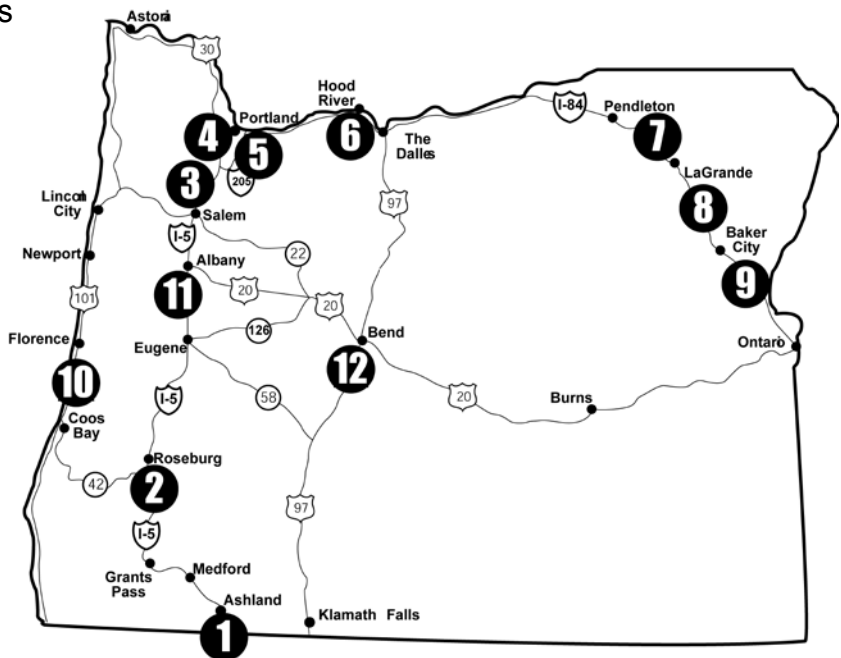 s
Astoria
30
Hood
River
I-84
Pendleton
Portland
4
5
6
7
The
Dalles
205
3
LaGrande
97
8
Lincoln
City
Salem
I-5
22
Baker
City
Newport
Albany
9
20
101
11
20
126
Florence
Eugene
Bend
Ontario
10
12
I-5
58
20
Burns
Coos
Bay
Roseburg
42
2
97
I-5
Grants
Pass
Medford
Ashland
Klamath Falls
1